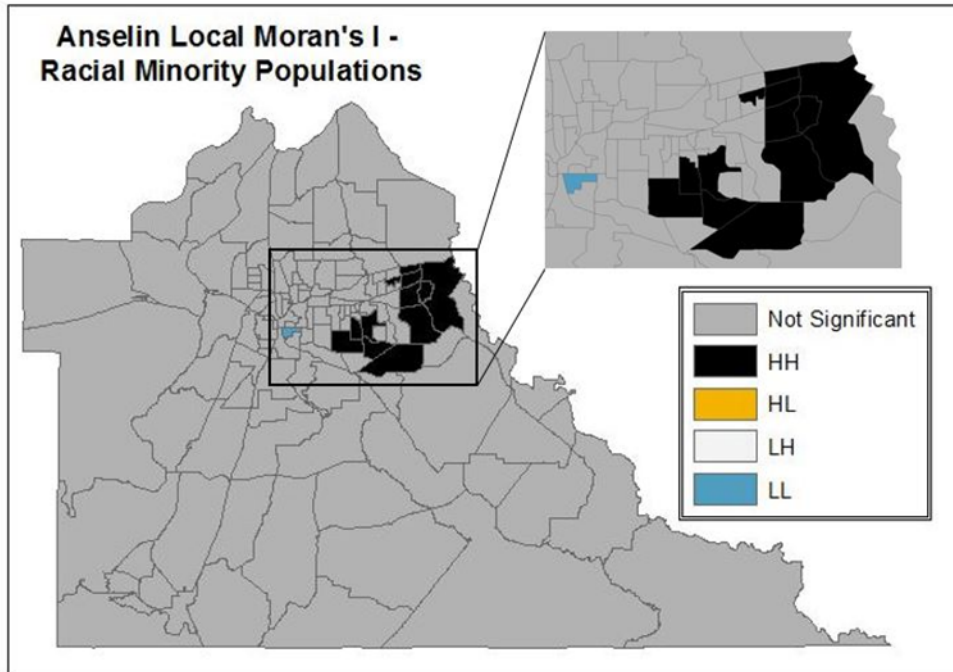 Anselin Local Moran's I -
Racial Minority Populations
Not Significant
HH
HL
LH
LL